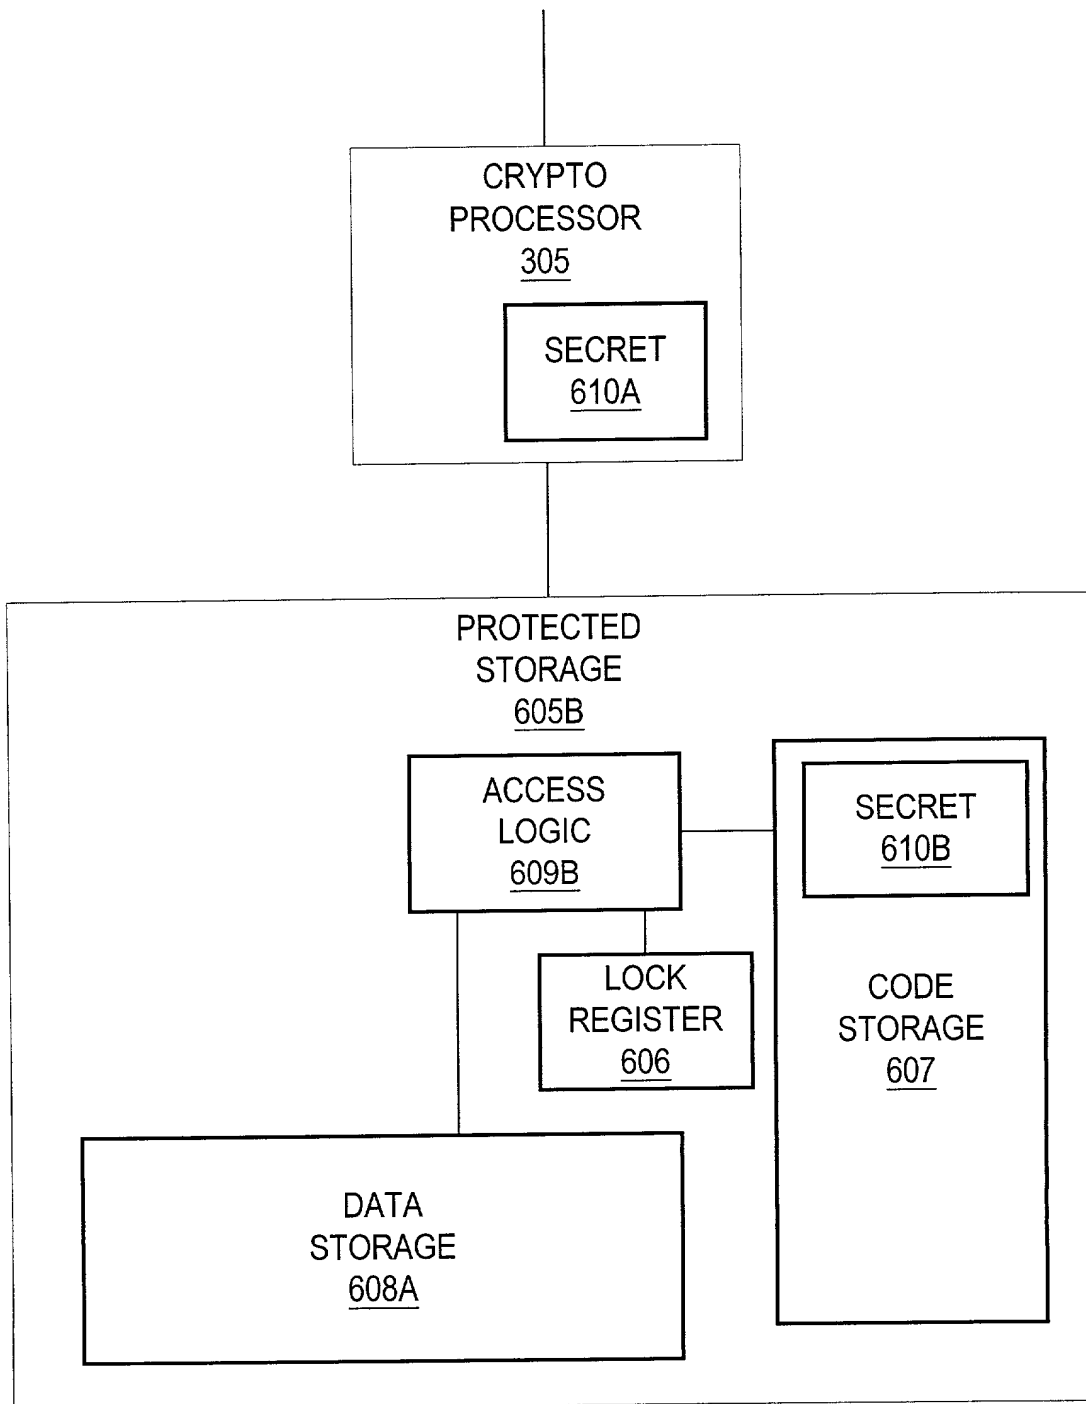 CRYPTO
PROCESSOR
305
SECRET
610A
PROTECTED
STORAGE
605B
ACCESS
LOGIC
609B
SECRET
610B
LOCK
REGISTER
606
CODE
STORAGE
607
DATA
STORAGE
608A